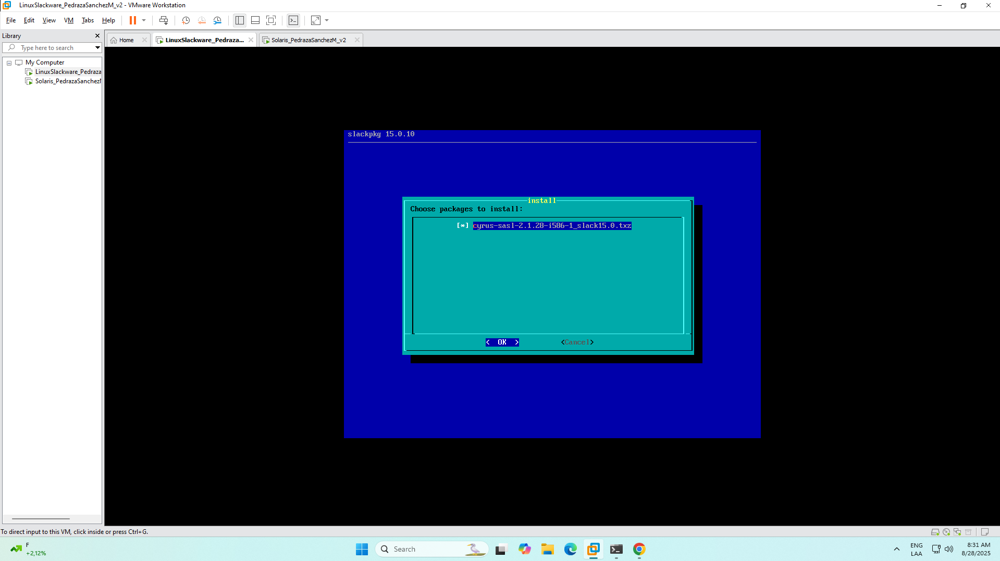 LinuxSlackware_PedrazaSanchezM_v2 - VMware Workstation
File Edit View VM Tabs Help
Library
Type here to search
My Computer
LinuxSlackware_Pedraza
Solaris_PedrazaSanchezM
Home
LinuxSlackware_Pedraza...
Solaris_PedrazaSanchezM_v2
slackpkg 15.0.10
install
Choose packages to install:
[*] cyrus-sasl-2.1.28-i586-1_slack15.0.txz
< OK > <Cancel>
To direct input to this VM, click inside or press Ctrl+G.
F
+2,12%
Search
ENG
LAA
8:31 AM
8/28/2025